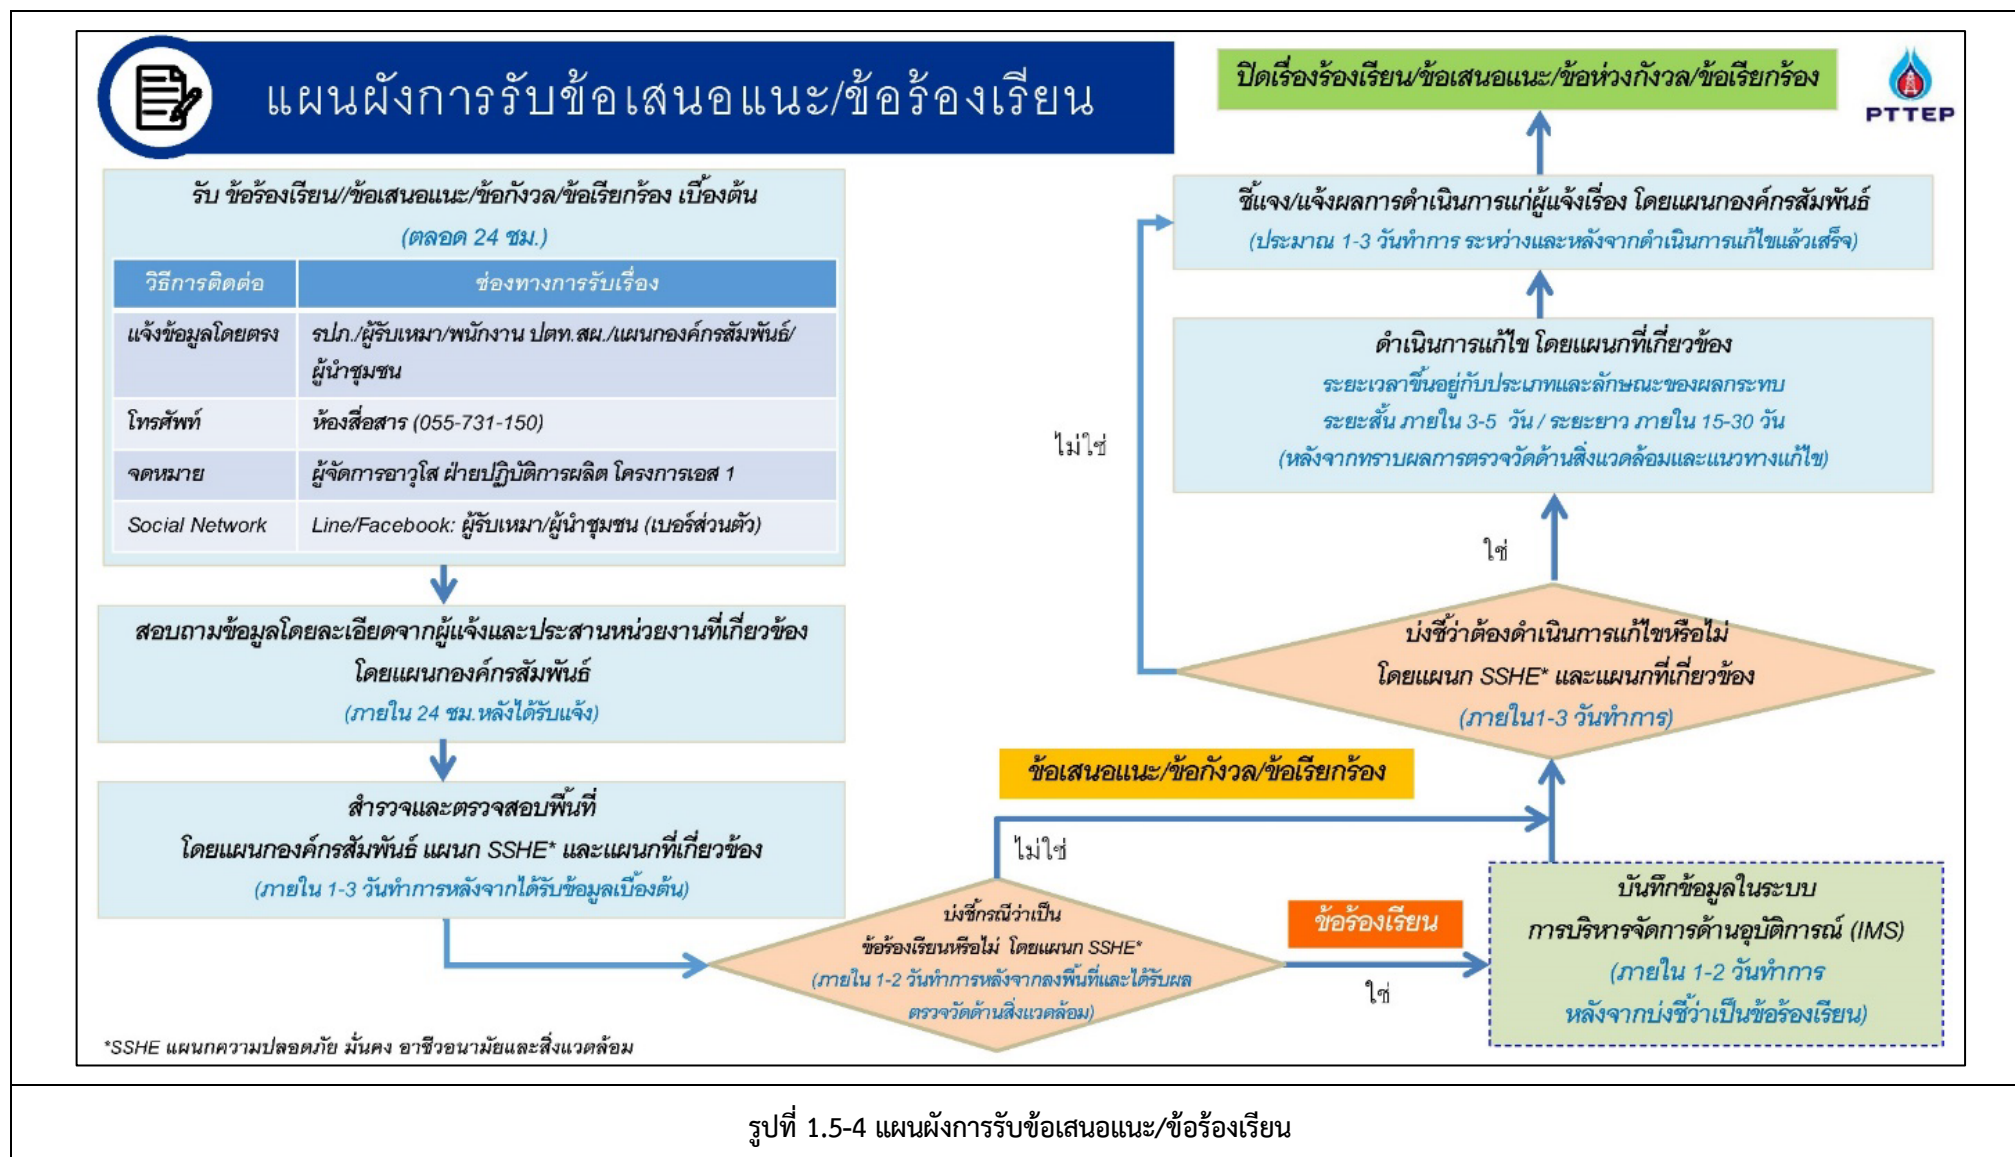 แผนผังการรับข้อเสนอแนะ/ข้อร้องเรียน
รับ ข้อร้องเรียน//ข้อเสนอแนะ/ข้อกังวล/ข้อเรียกร้อง เบื้องต้น
(ตลอด 24 ชม.)
วิธีการติดต่อ ช่องทางการรับเรื่อง
แจ้งข้อมูลโดยตรง รปภ./ผู้รับเหมา/พนักงาน ปตท.สผ./แผนกองค์กรสัมพันธ์/
ผู้นำชุมชน
โทรศัพท์ ห้องสื่อสาร (055-731-150)
จดหมาย ผู้จัดการอาวุโส ฝ่ายปฏิบัติการผลิต โครงการเอส 1
Social Network Line/Facebook: ผู้รับเหมา/ผู้นำชุมชน (เบอร์ส่วนตัว)
สอบถามข้อมูลโดยละเอียดจากผู้แจ้งและประสานหน่วยงานที่เกี่ยวข้อง
โดยแผนกองค์กรสัมพันธ์
(ภายใน 24 ชม.หลังได้รับแจ้ง)
สำรวจและตรวจสอบพื้นที่
โดยแผนกองค์กรสัมพันธ์ แผนก SSHE* และแผนกที่เกี่ยวข้อง
(ภายใน 1-3 วันทำการหลังจากได้รับข้อมูลเบื้องต้น)
บ่งชี้กรณีว่าเป็น
ข้อร้องเรียนหรือไม่ โดยแผนก SSHE*
(ภายใน 1-2 วันทำการหลังจากลงพื้นที่และได้รับผล
ตรวจวัดด้านสิ่งแวดล้อม)
ไม่ใช่
ข้อเสนอแนะ/ข้อกังวล/ข้อเรียกร้อง
ข้อร้องเรียน
ใช่
บันทึกข้อมูลในระบบ
การบริหารจัดการด้านอุบัติการณ์ (IMS)
(ภายใน 1-2 วันทำการ
หลังจากบ่งชี้ว่าเป็นข้อร้องเรียน)
บ่งชี้ว่าต้องดำเนินการแก้ไขหรือไม่
โดยแผนก SSHE* และแผนกที่เกี่ยวข้อง
(ภายใน1-3 วันทำการ)
ใช่
ไม่ใช่
ดำเนินการแก้ไข โดยแผนกที่เกี่ยวข้อง
ระยะเวลาขึ้นอยู่กับประเภทและลักษณะของผลกระทบ
ระยะสั้น ภายใน 3-5 วัน / ระยะยาว ภายใน 15-30 วัน
(หลังจากทราบผลการตรวจวัดด้านสิ่งแวดล้อมและแนวทางแก้ไข)
ชี้แจง/แจ้งผลการดำเนินการแก่ผู้แจ้งเรื่อง โดยแผนกองค์กรสัมพันธ์
(ประมาณ 1-3 วันทำการ ระหว่างและหลังจากดำเนินการแก้ไขแล้วเสร็จ)
ปิดเรื่องร้องเรียน/ข้อเสนอแนะ/ข้อห่วงกังวล/ข้อเรียกร้อง
PTTEP
*SSHE แผนกความปลอดภัย มั่นคง อาชีวอนามัยและสิ่งแวดล้อม
รูปที่ 1.5-4 แผนผังการรับข้อเสนอแนะ/ข้อร้องเรียน